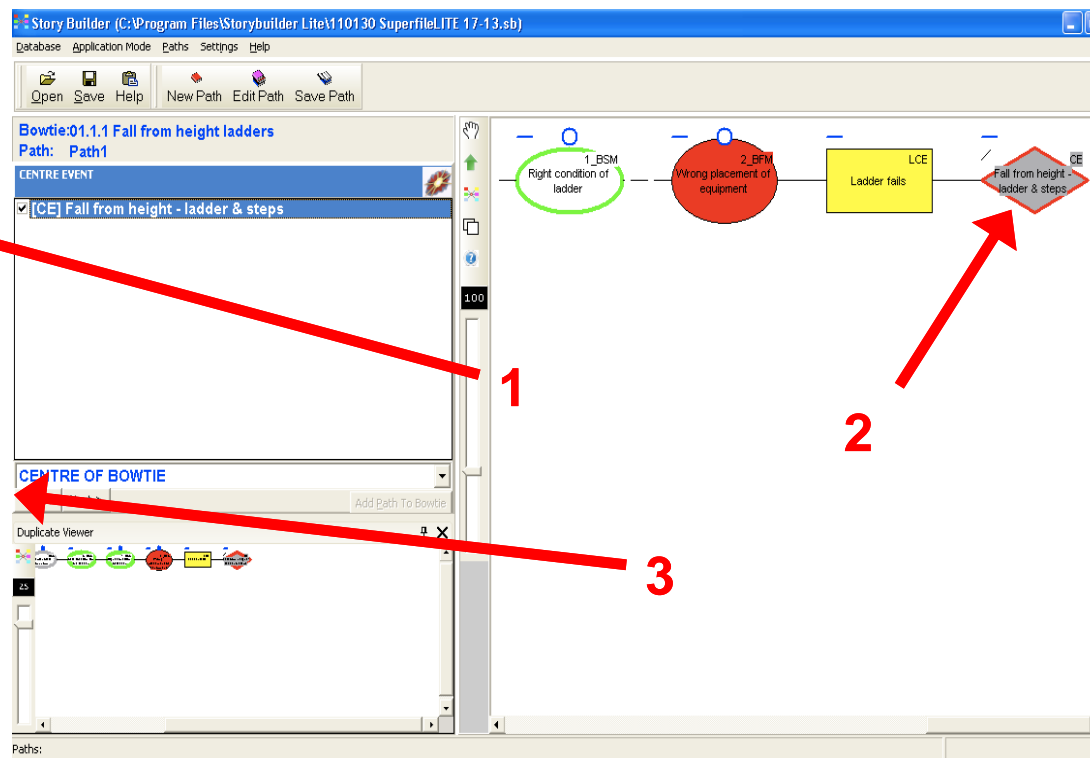 Story Builder (C:\Program Files\Storybuilder Lite\110130 SuperfileLITE 17-13.sb)
Database Application Mode Paths Settings Help
Open Save Help New Path Edit Path Save Path
Bowtie:01.1.1 Fall from height ladders
Path: Path1
CENTRE EVENT
[CE] Fall from height - ladder & steps
100
1_BSM
Right condition of
ladder
2_BFM
Wrong placement of
equipment
LCE
Ladder fails
CE
Fall from height -
ladder & steps
1
2
CENTRE OF BOWTIE
Add Path To Bowtie
Duplicate Viewer
25
3
Paths: